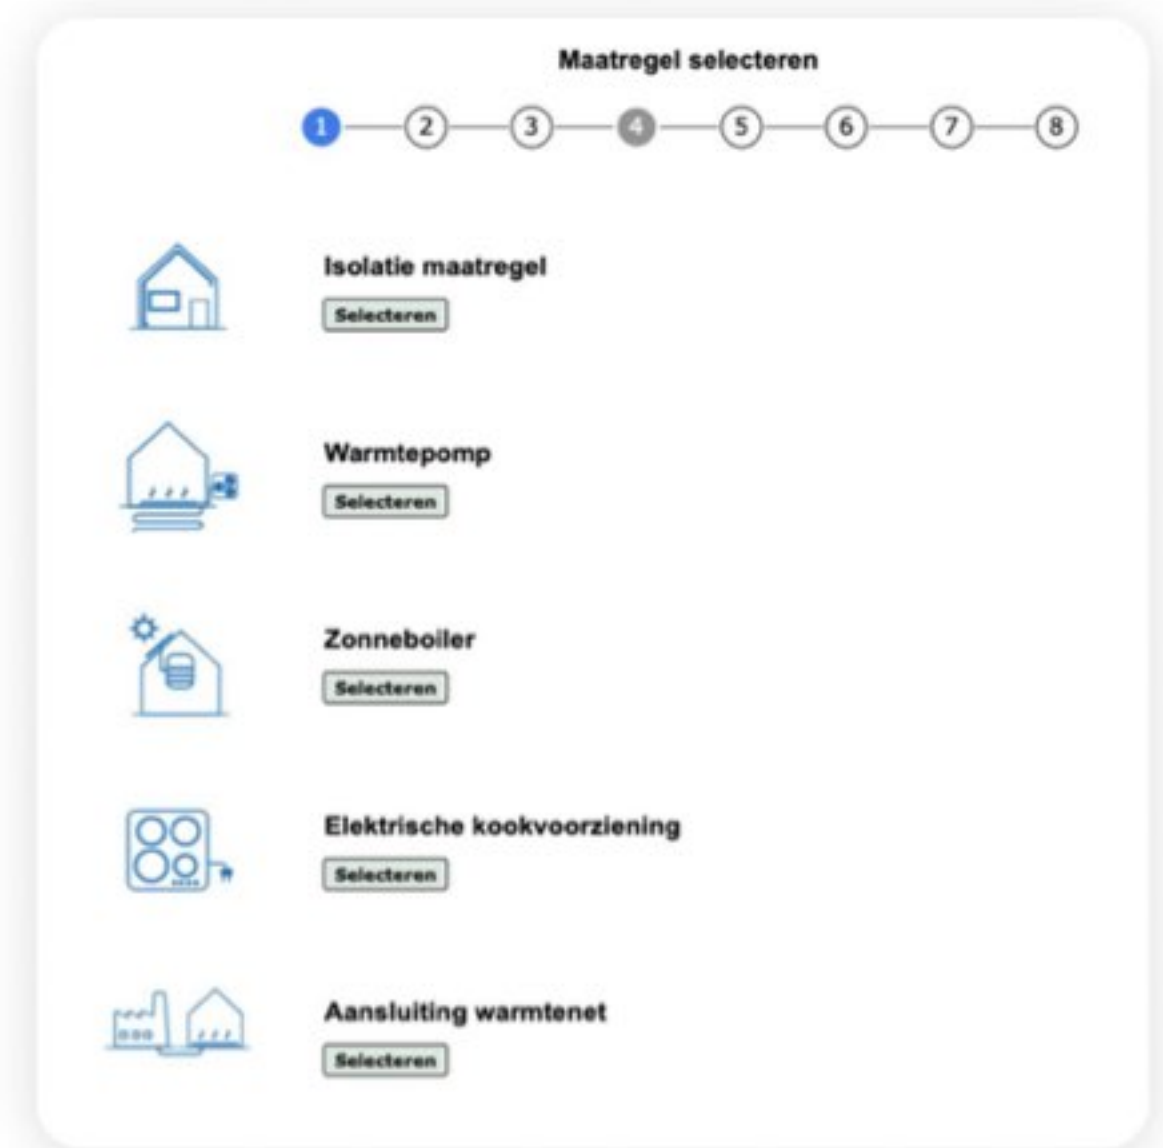 Maatregel selecteren
1 2 3 4 5 6 7 8
Isolatie maatregel
Selecteren
Warmtepomp
Selecteren
Zonneboiler
Selecteren
Elektrische kookvoorziening
Selecteren
Aansluiting warmtenet
Selecteren